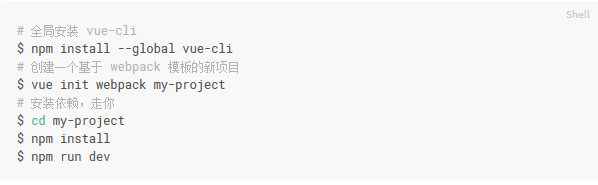 Shell
# 全局安装 vue-cli
$ npm install --global vue-cli
# 创建一个基于 webpack 模板的新项目
$ vue init webpack my-project
# 安装依赖，走你
$ cd my-project
$ npm install
$ npm run dev